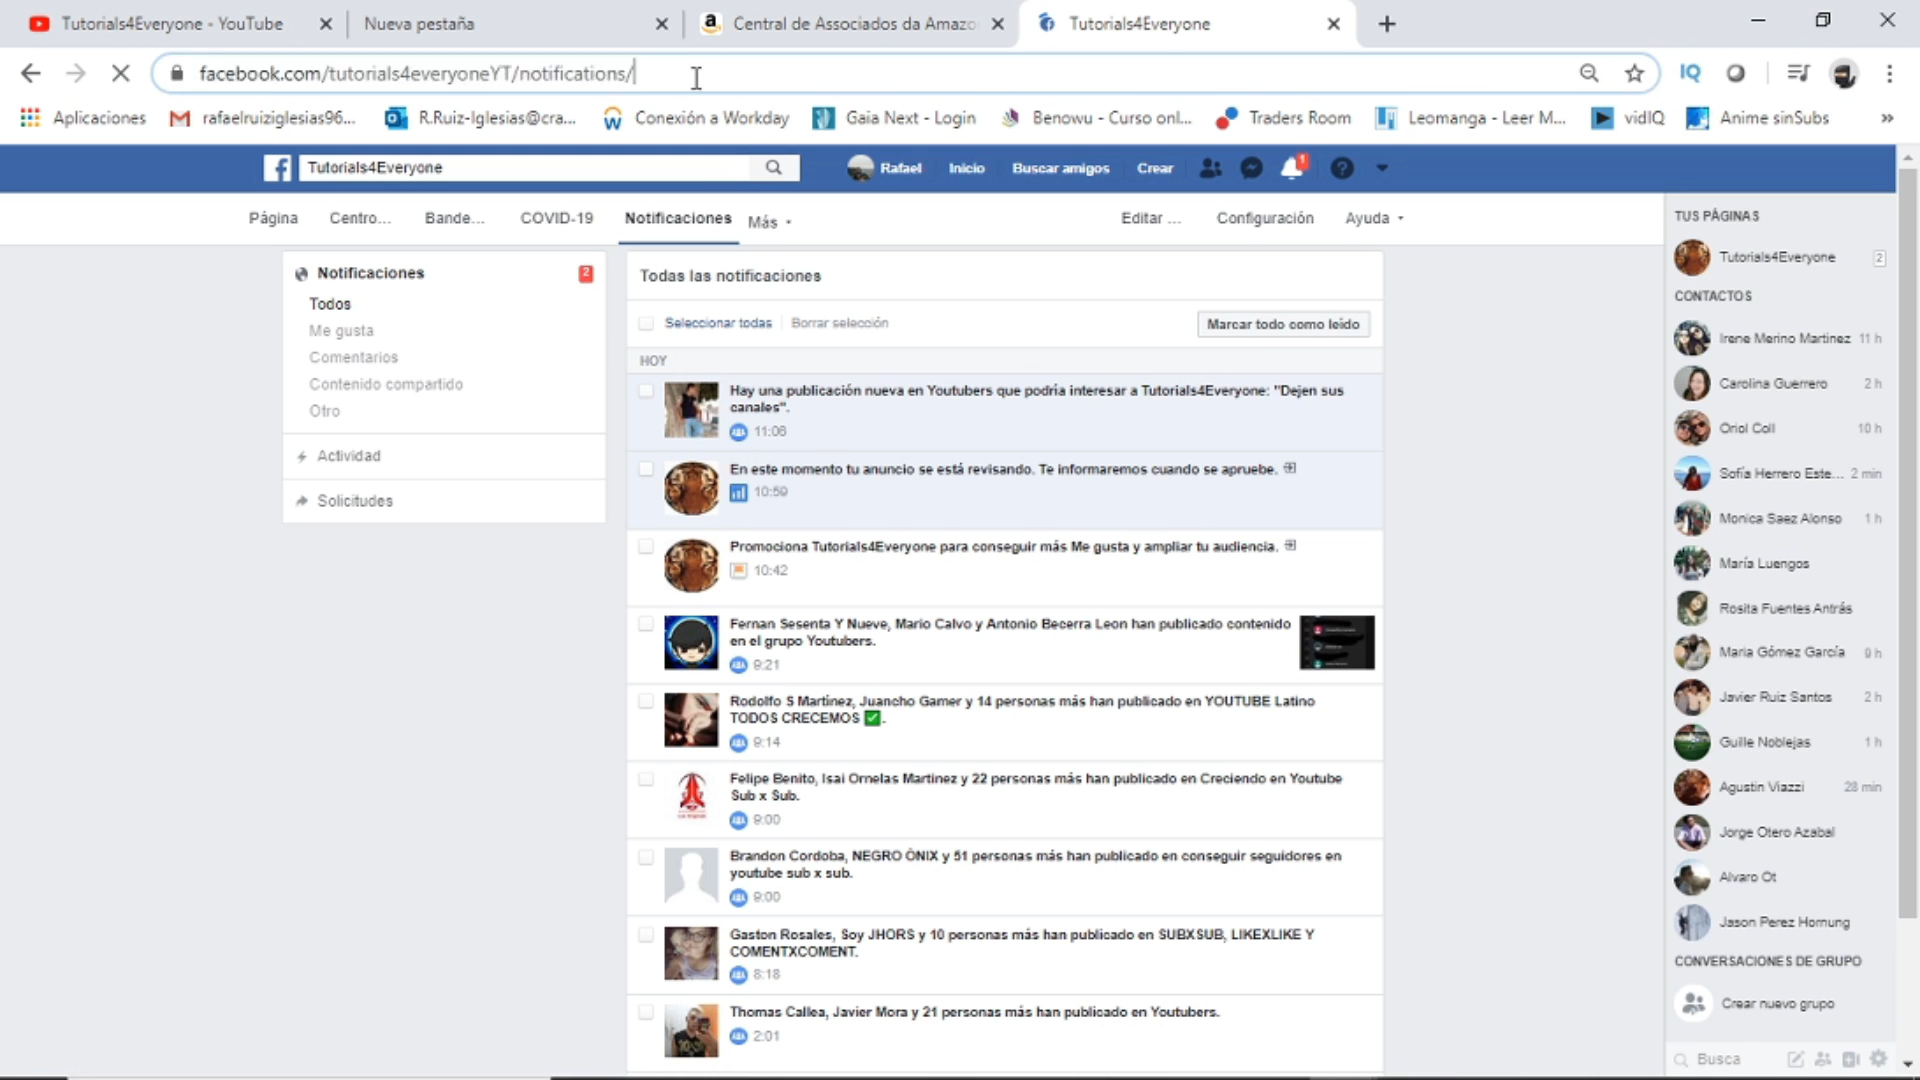 Tutorials4Everyone - YouTube
Nueva pestaña
Central de Associados da Amazo
Tutorials4Everyone
facebook.com/tutorials4everyoneYT/notifications/
IQ
Aplicaciones
rafaelruiziglesias96...
R.Ruiz-Iglesias@cra...
Conexión a Workday
Gaia Next - Login
Benowu - Curso onl...
Traders Room
Leomanga - Leer M...
vidIQ
Anime sinSubs
»
Tutorials4Everyone
Rafael
Inicio
Buscar amigos
Crear
1
Página
Centro...
Bande...
COVID-19
Notificaciones
Más
Editar ...
Configuración
Ayuda
Notificaciones
2
Todos
Me gusta
Comentarios
Contenido compartido
Otro
Actividad
Solicitudes
Todas las notificaciones
Seleccionar todas
Borrar selección
Marcar todo como leído
HOY
Hay una publicación nueva en Youtubers que podría interesar a Tutorials4Everyone: "Dejen sus
canales".
11:06
En este momento tu anuncio se está revisando. Te informaremos cuando se apruebe.
10:59
Promociona Tutorials4Everyone para conseguir más Me gusta y ampliar tu audiencia.
10:42
Fernan Sesenta Y Nueve, Mario Calvo y Antonio Becerra Leon han publicado contenido
en el grupo Youtubers.
9:21
Rodolfo S Martínez, Juancho Gamer y 14 personas más han publicado en YOUTUBE Latino
TODOS CRECEMOS ✅.
9:14
Felipe Benito, Isai Ornelas Martinez y 22 personas más han publicado en Creciendo en Youtube
Sub x Sub.
9:00
Brandon Cordoba, NEGRO ÓNIX y 51 personas más han publicado en conseguir seguidores en
youtube sub x sub.
9:00
Gaston Rosales, Soy JHORS y 10 personas más han publicado en SUBXSUB, LIKEXLIKE Y
COMENTXCOMENT.
8:18
Thomas Callea, Javier Mora y 21 personas más han publicado en Youtubers.
2:01
TUS PÁGINAS
Tutorials4Everyone
2
CONTACTOS
Irene Merino Martinez 11 h
Carolina Guerrero 2 h
Oriol Coll 10 h
Sofía Herrero Este... 2 min
Monica Saez Alonso 1 h
María Luengos
Rosita Fuentes Antrás
Maria Gómez García 9 h
Javier Ruiz Santos 2 h
Guille Noblejas 1 h
Agustin Viazzi 28 min
Jorge Otero Azabal
Alvaro Ot
Jason Perez Hornung
CONVERSACIONES DE GRUPO
Crear nuevo grupo
Busca